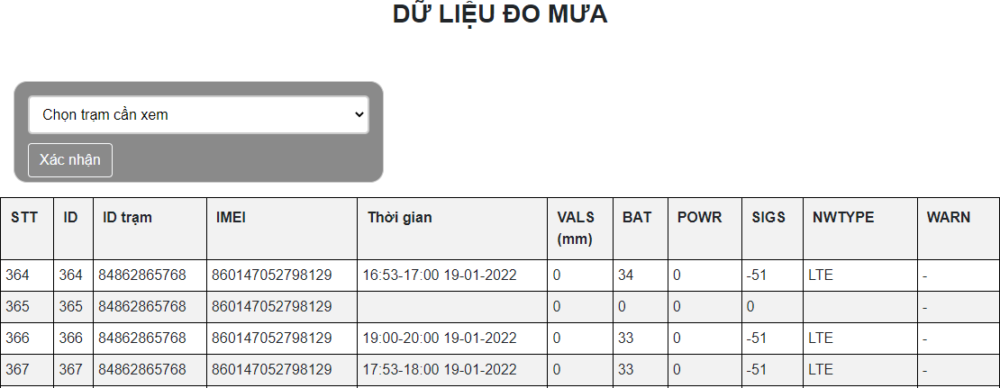 DỮ LIỆU ĐO MƯA
Chọn trạm cần xem
Xác nhận
STT ID ID trạm IMEI Thời gian VALS (mm) BAT POWR SIGS NWTYPE WARN
364 364 84862865768 860147052798129 16:53-17:00 19-01-2022 0 34 0 -51 LTE -
365 365 84862865768 860147052798129 0 0 0 0 -
366 366 84862865768 860147052798129 19:00-20:00 19-01-2022 0 33 0 -51 LTE -
367 367 84862865768 860147052798129 17:53-18:00 19-01-2022 0 33 0 -51 LTE -